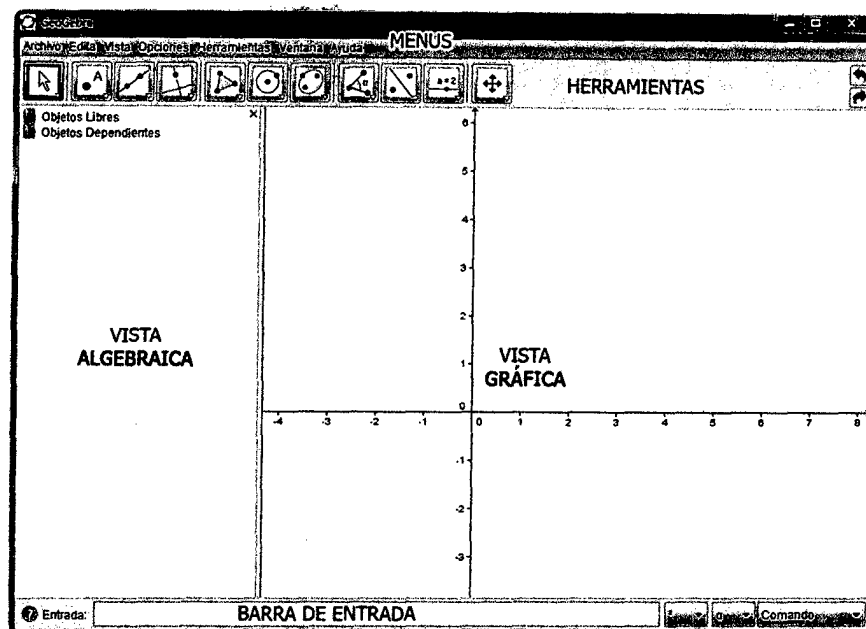 GeoGebra
Archivo Edita Vista Opciones Herramientas Ventana Ayuda
MENUS
A
a=2
HERRAMIENTAS
Objetos Libres
Objetos Dependientes
VISTA
ALGEBRAICA
VISTA
GRÁFICA
6
5
4
3
2
1
0
-4 -3 -2 -1 0 1 2 3 4 5 6 7 8
-1
-2
-3
Entrada:
BARRA DE ENTRADA
Comando